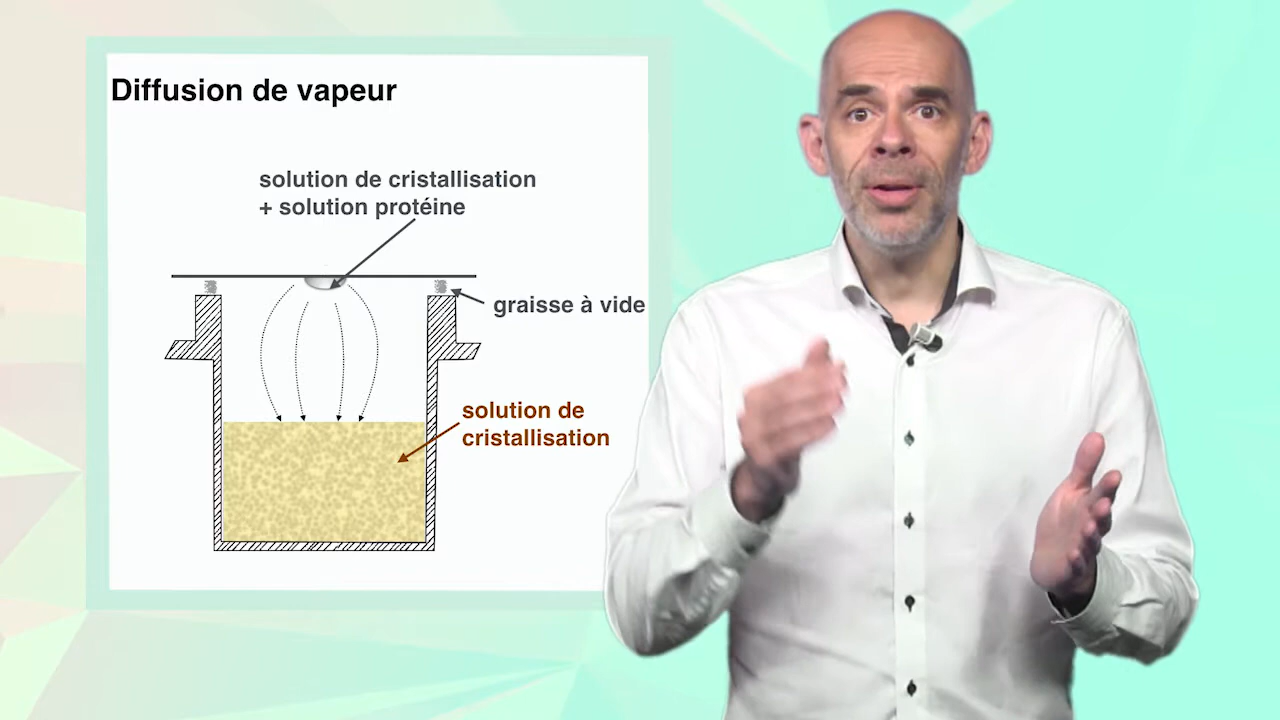 Diffusion de vapeur
solution de cristallisation
+ solution protéine
graisse à vide
solution de
cristallisation